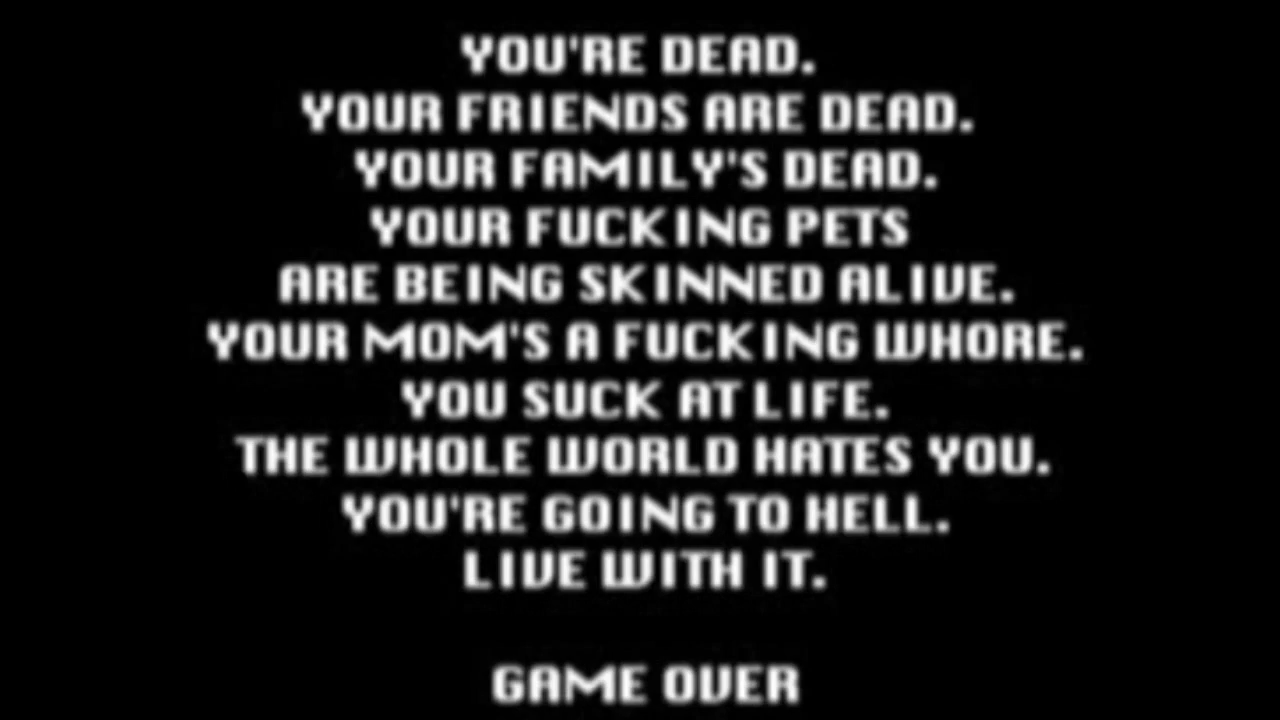 YOU'RE DEAD.
YOUR FRIENDS ARE DEAD.
YOUR FAMILY'S DEAD.
YOUR FUCKING PETS
ARE BEING SKINNED ALIVE.
YOUR MOM'S A FUCKING WHORE.
YOU SUCK AT LIFE.
THE WHOLE WORLD HATES YOU.
YOU'RE GOING TO HELL.
LIVE WITH IT.
GAME OVER